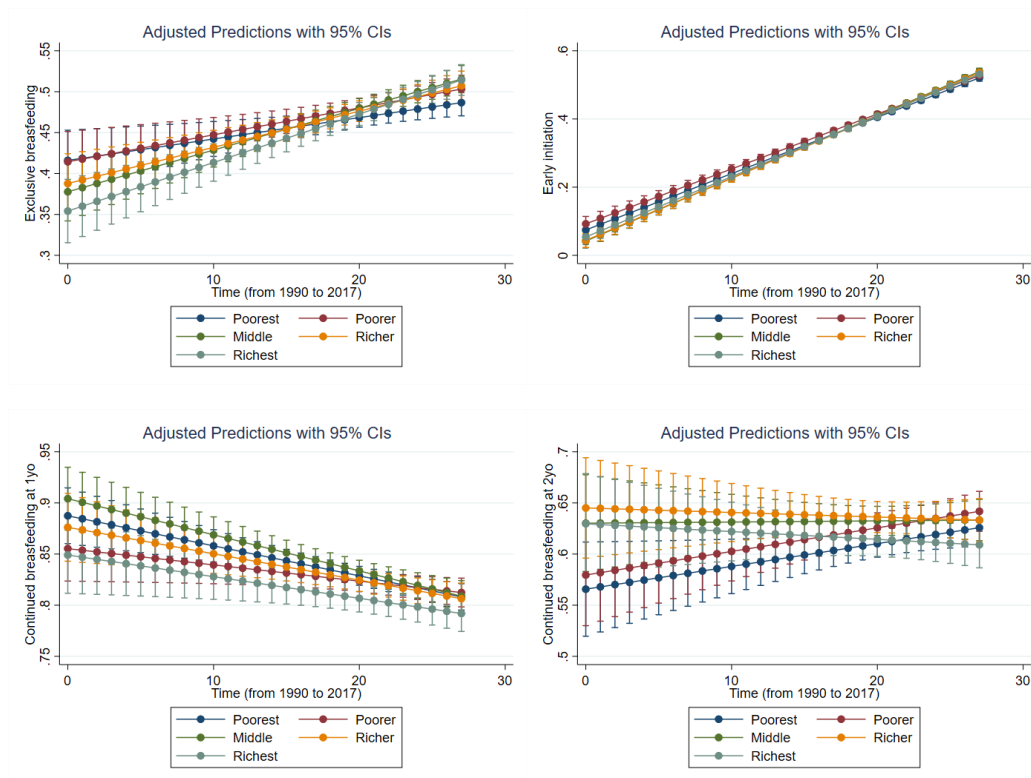 Adjusted Predictions with 95% CIs
Exclusive breasfeeding
.55
.5
.45
.4
.35
.3
0 10 20 30
Time (from 1990 to 2017)
Poorest Poorer
Middle Richer
Richest
Adjusted Predictions with 95% CIs
Early initiation
.6
.4
.2
0
0 10 20 30
Time (from 1990 to 2017)
Poorest Poorer
Middle Richer
Richest
Adjusted Predictions with 95% CIs
Continued breasfeeding at 1yo
.95
.9
.85
.8
.75
0 10 20 30
Time (from 1990 to 2017)
Poorest Poorer
Middle Richer
Richest
Adjusted Predictions with 95% CIs
Continued breasfeeding at 2yo
.7
.65
.6
.55
.5
0 10 20 30
Time (from 1990 to 2017)
Poorest Poorer
Middle Richer
Richest